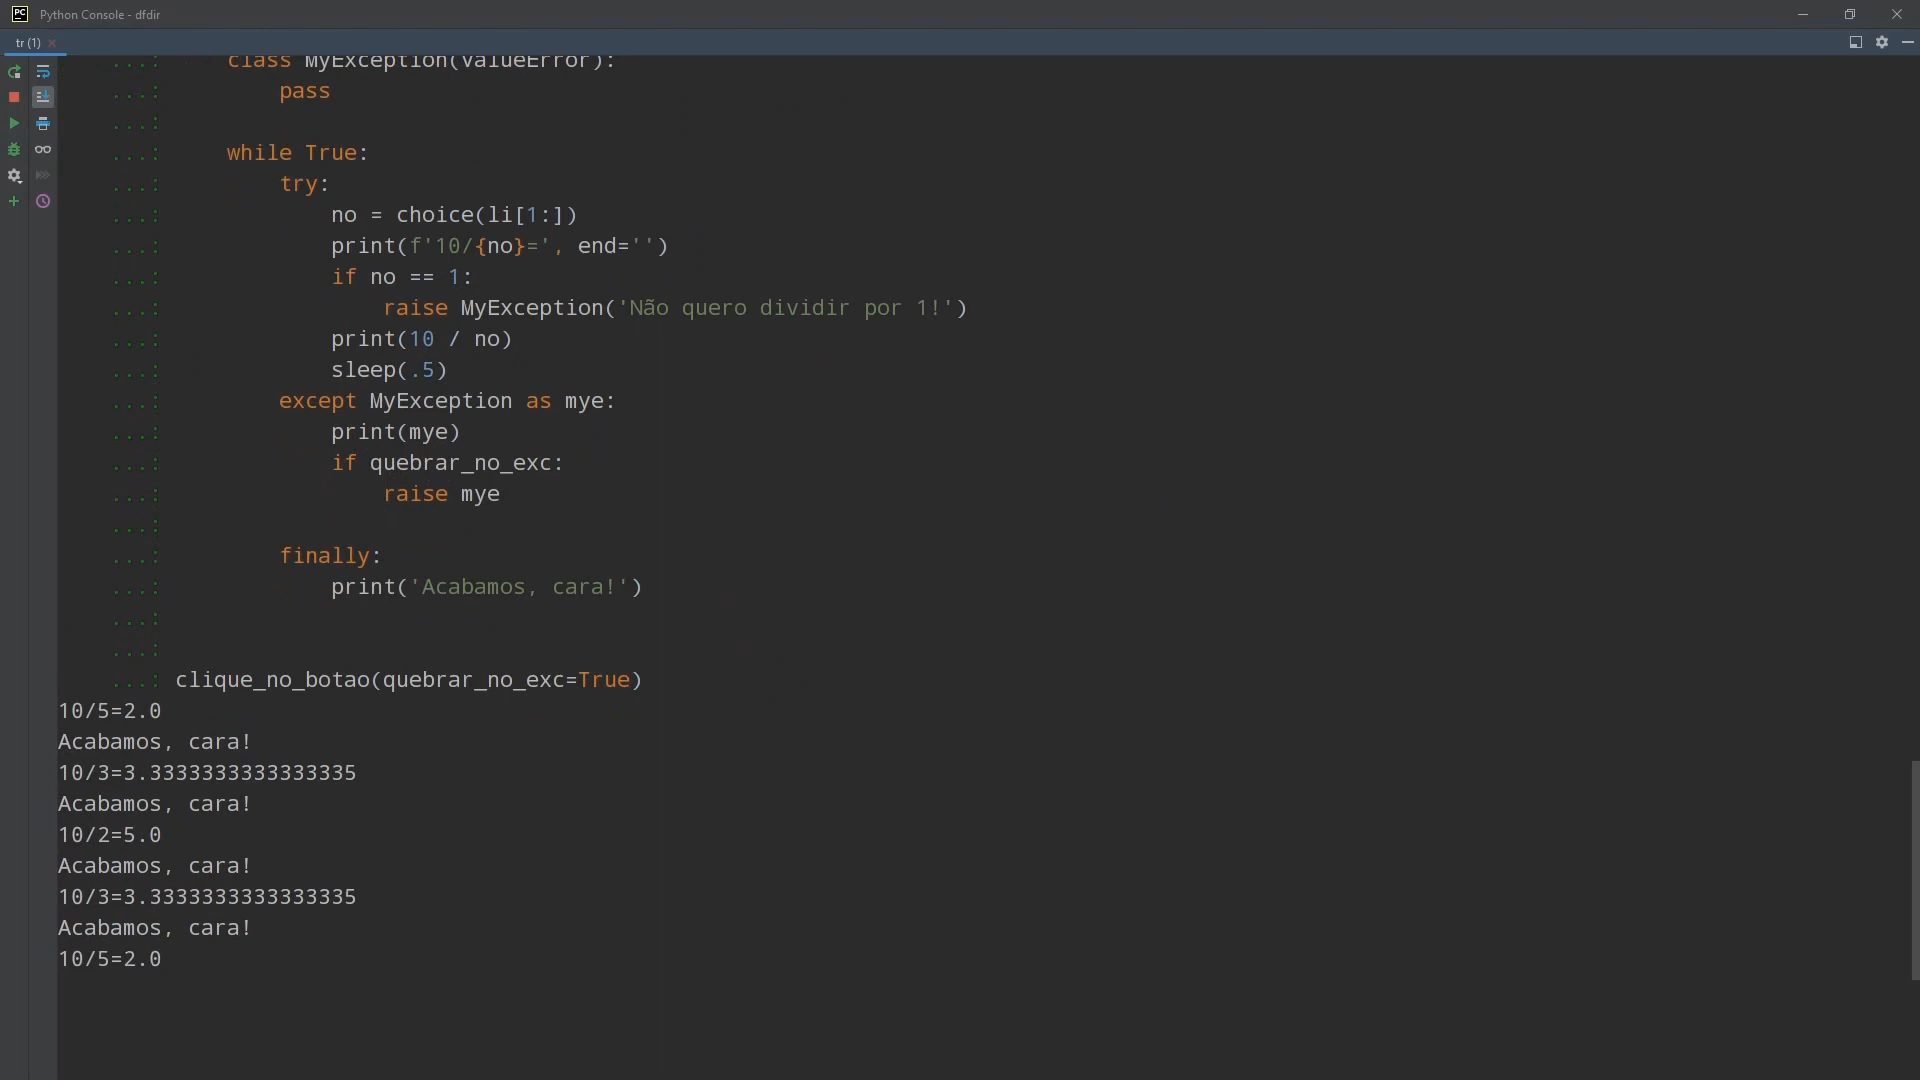 Python Console - dfdir
tr (1)
...: class MyException(ValueError):
...: pass
...:
...: while True:
...: try:
...: no = choice(li[1:])
...: print(f'10/{no}=', end='')
...: if no == 1:
...: raise MyException('Não quero dividir por 1!')
...: print(10 / no)
...: sleep(.5)
...: except MyException as mye:
...: print(mye)
...: if quebrar_no_exc:
...: raise mye
...:
...: finally:
...: print('Acabamos, cara!')
...:
...:
...: clique_no_botao(quebrar_no_exc=True)
10/5=2.0
Acabamos, cara!
10/3=3.3333333333333335
Acabamos, cara!
10/2=5.0
Acabamos, cara!
10/3=3.3333333333333335
Acabamos, cara!
10/5=2.0